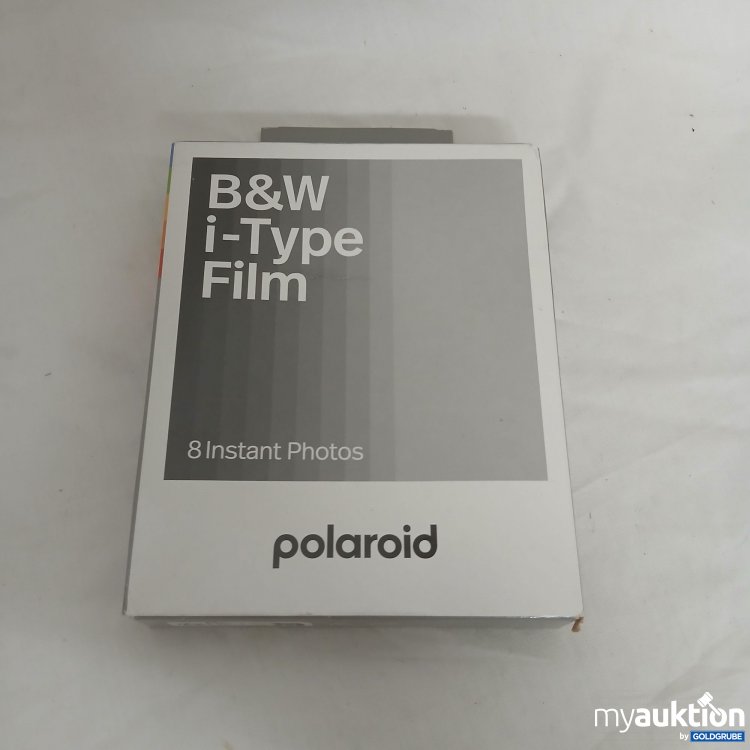 B&W
i-Type
Film
8 Instant Photos
polaroid
myauktion
by GOLDGRUBE